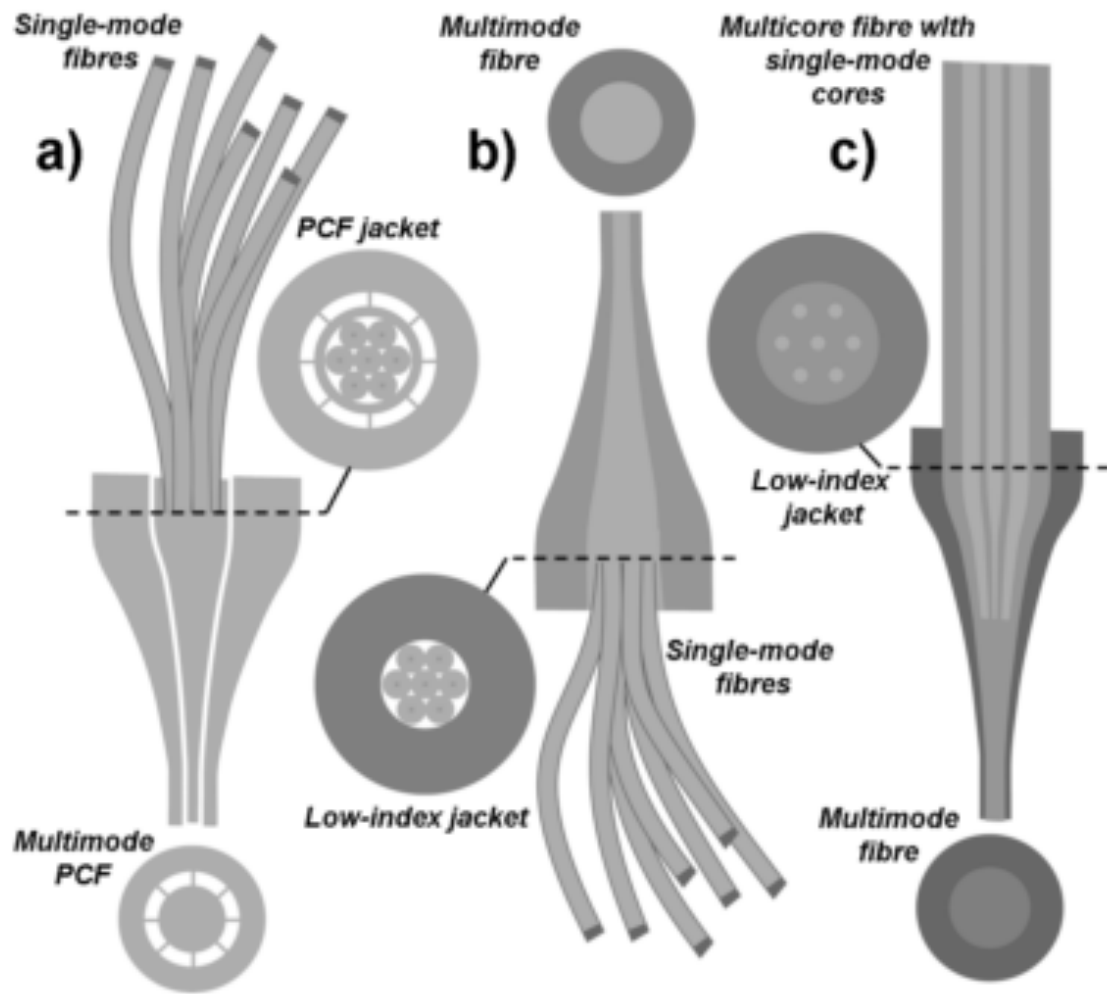 Single-mode
fibres
a)
PCF jacket
Multimode
PCF
Multimode
fibre
b)
Single-mode
fibres
Low-index jacket
Multicore fibre with
single-mode
cores
c)
Low-index
jacket
Multimode
fibre